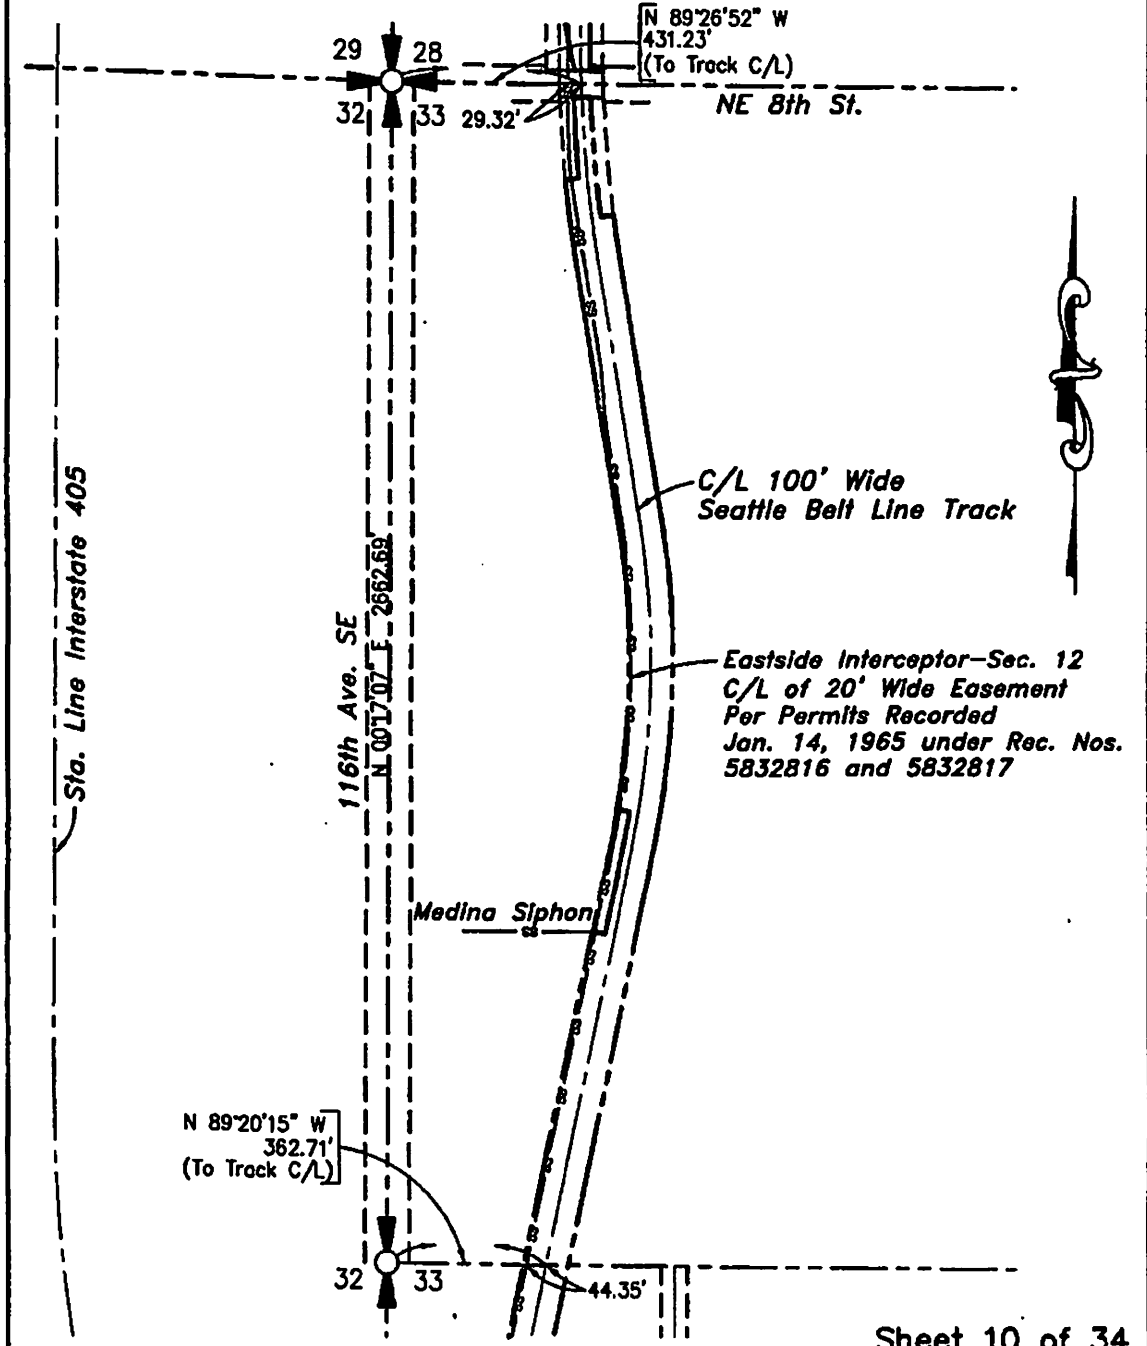 N 89°26'52" W
431.23'
(To Track C/L)
29 28
32 33
29.32'
NE 8th St.
C/L 100' Wide
Seattle Belt Line Track
Sta. Line Interstate 405
116th Ave. SE
N 00°17'07" E 2662.69'
Eastside Interceptor-Sec. 12
C/L of 20' Wide Easement
Per Permits Recorded
Jan. 14, 1965 under Rec. Nos.
5832816 and 5832817
Medina Siphon
N 89°20'15" W
362.71'
(To Track C/L)
32 33
44.35'
Sheet 10 of 34